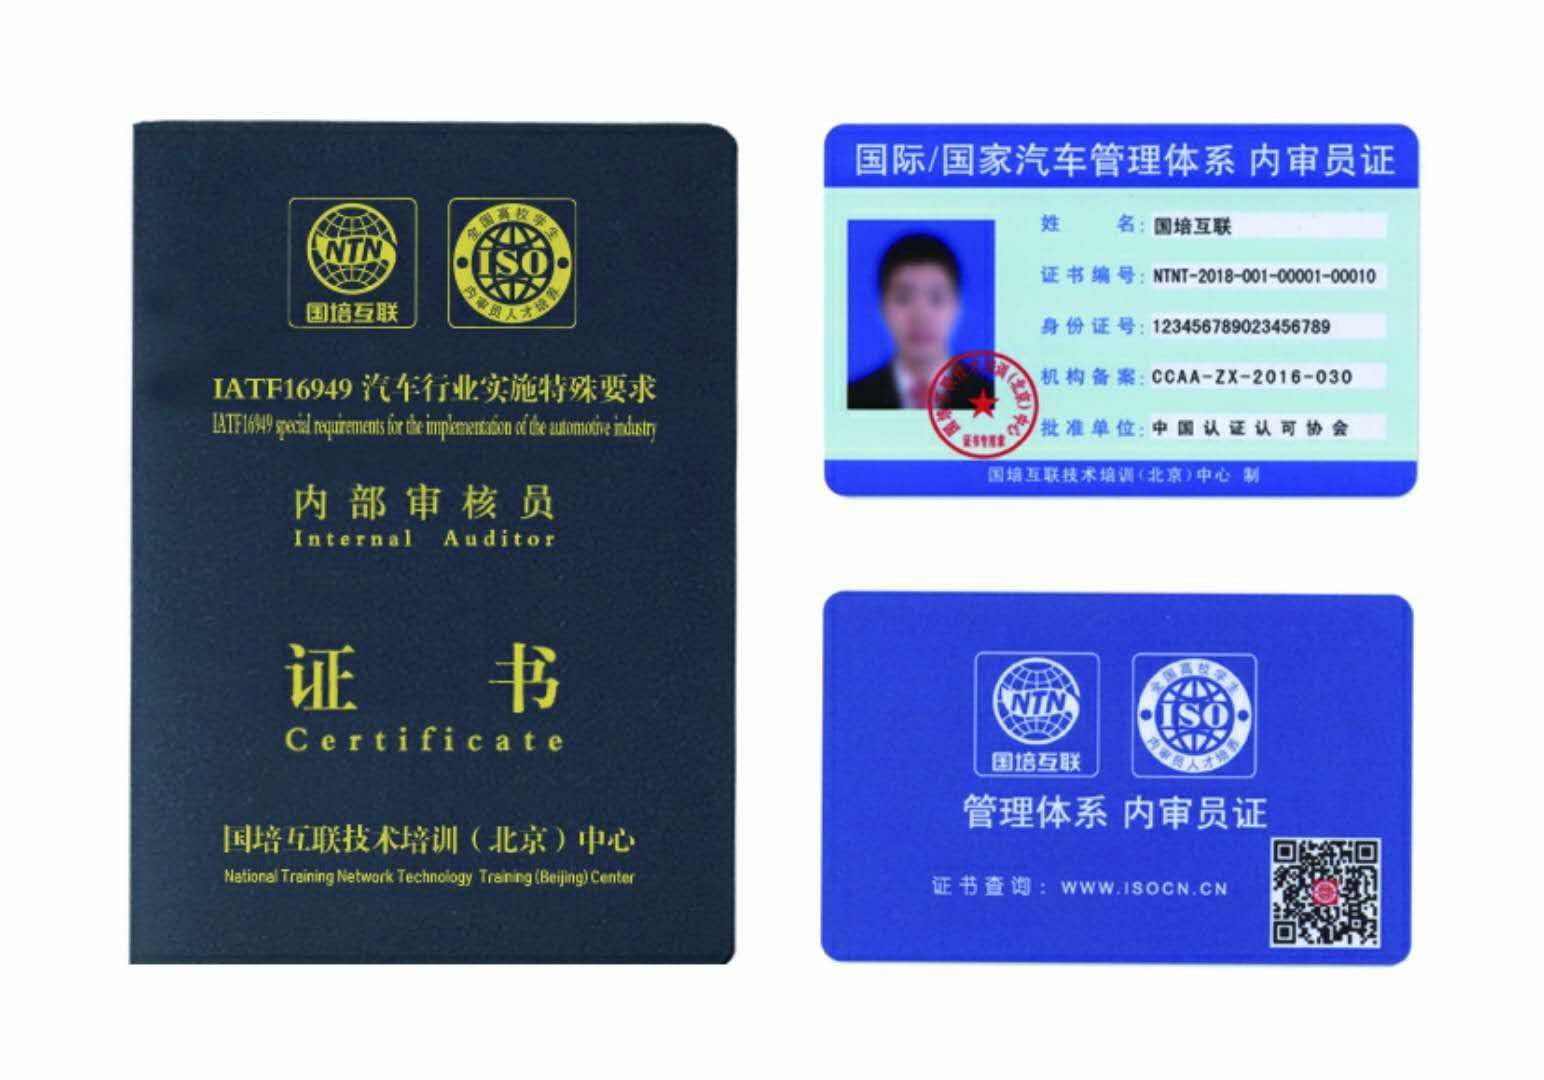 NTN
国培互联
全国高校学生
ISO
内审员人才培养
IATF16949 汽车行业实施特殊要求
IATF16949 special requirements for the implementation of the automotive industry
内部审核员
Internal Auditor
证书
Certificate
国培互联技术培训（北京）中心
National Training Network Technology Training (Beijing) Center
国际/国家汽车管理体系 内审员证
姓 名: 国培互联
证书编号: NTNT-2018-001-00001-00010
身份证号: 123456789023456789
机构备案: CCAA-ZX-2016-030
批准单位: 中国认证认可协会
证书专用章
国培互联技术培训(北京)中心 制
NTN
国培互联
全国高校学生
ISO
内审员人才培养
管理体系 内审员证
证书查询: WWW.ISOCN.CN